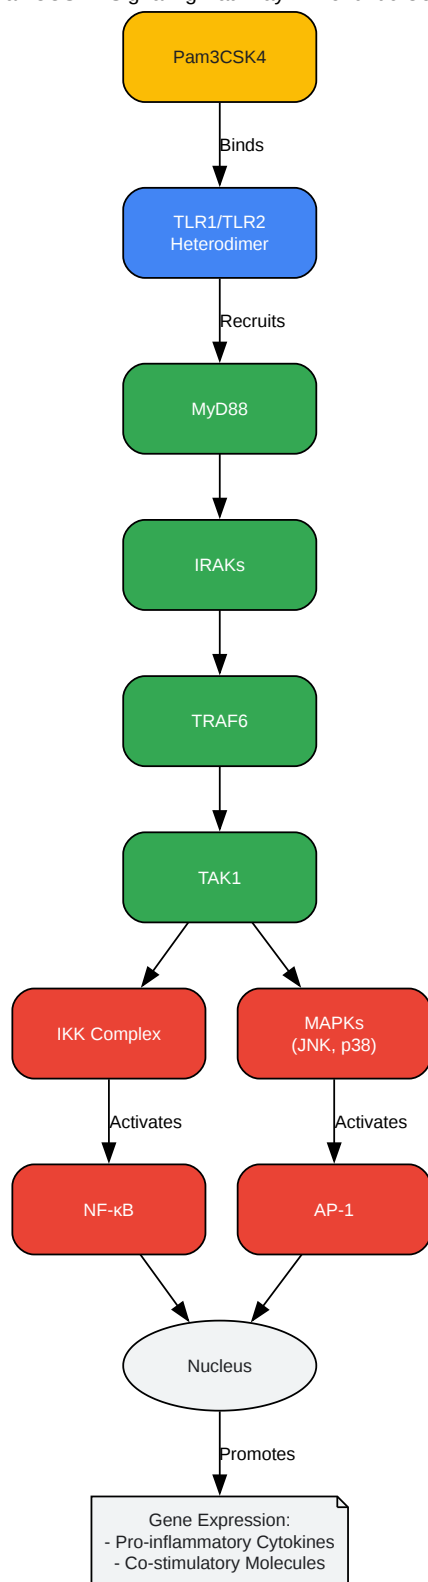 Pam3CSK4
Binds
TLR1/TLR2
Heterodimer
Recruits
MyD88
IRAKs
TRAF6
TAK1
IKK Complex
MAPKs
(JNK, p38)
Activates
Activates
NF-κB
AP-1
Nucleus
Promotes
Gene Expression:
- Pro-inflammatory Cytokines
- Co-stimulatory Molecules